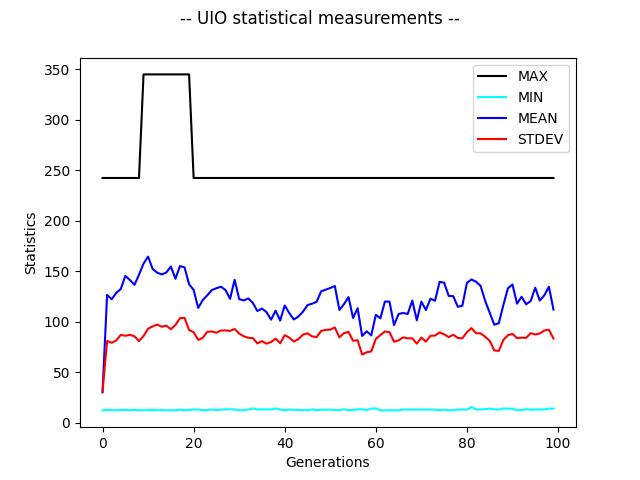 -- UIO statistical measurements --
350
300
250
200
150
100
50
0
Statistics
MAX
MIN
MEAN
STDEV
0 20 40 60 80 100
Generations